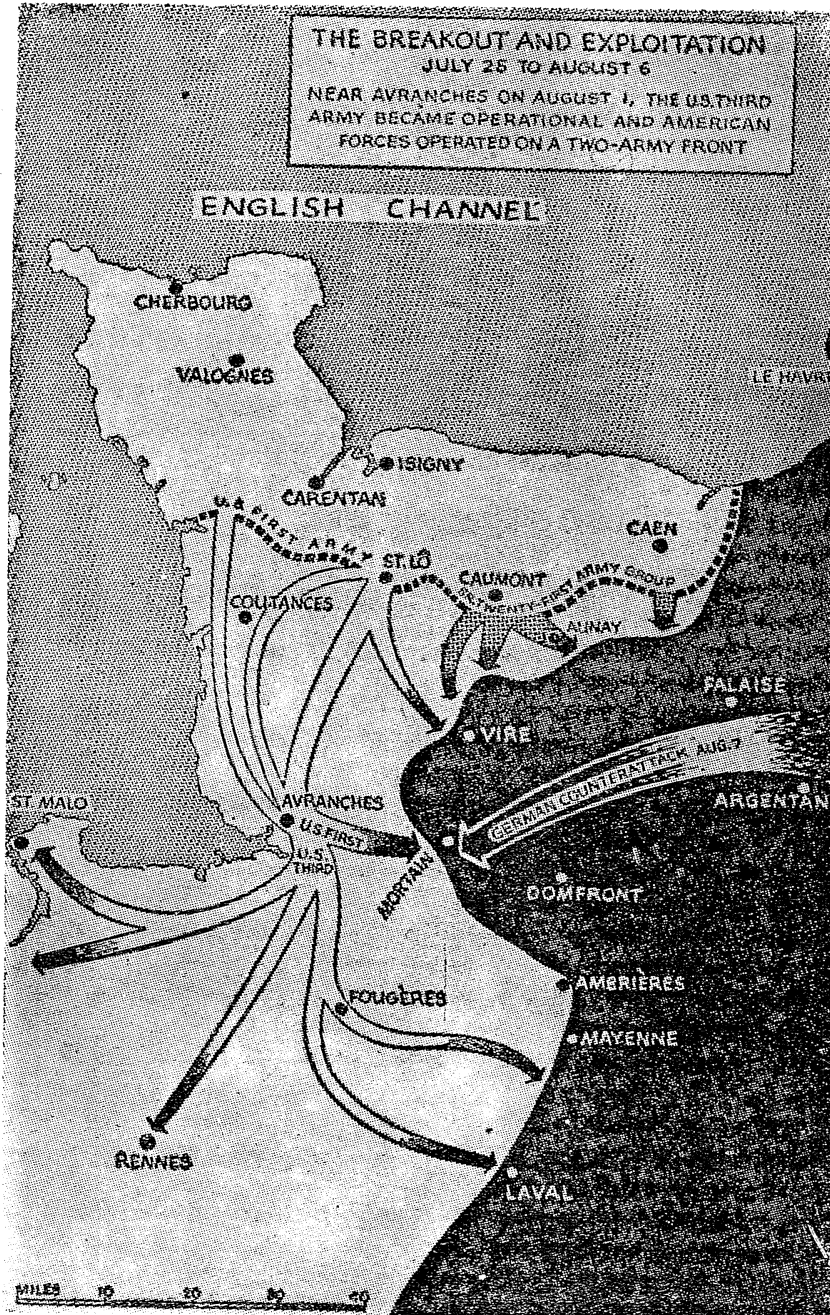 THE BREAKOUT AND EXPLOITATION
JULY 25 TO AUGUST 6
NEAR AVRANCHES ON AUGUST 1, THE U.S. THIRD
ARMY BECAME OPERATIONAL AND AMERICAN
FORCES OPERATED ON A TWO-ARMY FRONT
ENGLISH CHANNEL
CHERBOURG
VALOGNES
LE HAVR
ISIGNY
CARENTAN
U.S. FIRST ARMY
CAEN
ST. LÔ
CAUMONT
TWENTY-FIRST ARMY GROUP
COUTANCES
AUNAY
FALAISE
VIRE
GERMAN COUNTERATTACK AUG. 7
ST. MALO
AVRANCHES
ARGENTAN
U.S. FIRST
U.S.
THIRD
MORTAIN
DOMFRONT
AMBRIÈRES
FOUGÈRES
MAYENNE
RENNES
LAVAL
MILES 10 20 30 40